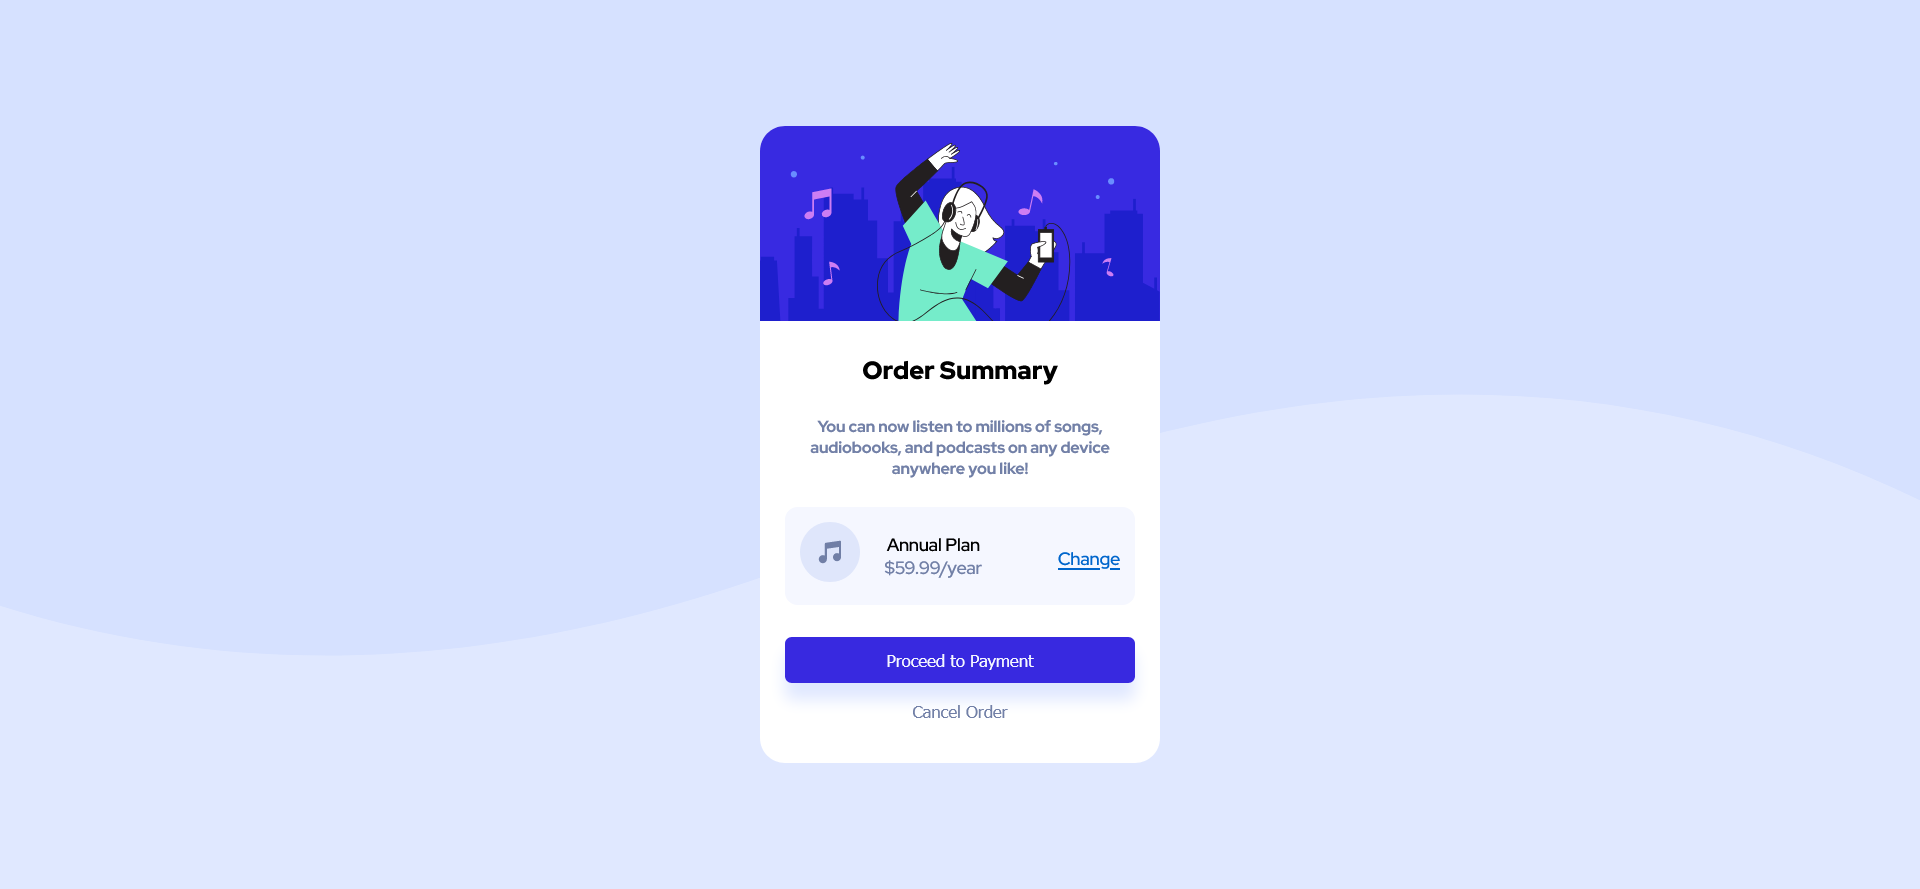 Order Summary
You can now listen to millions of songs,
audiobooks, and podcasts on any device
anywhere you like!
Annual Plan
$59.99/year
Change
Proceed to Payment
Cancel Order